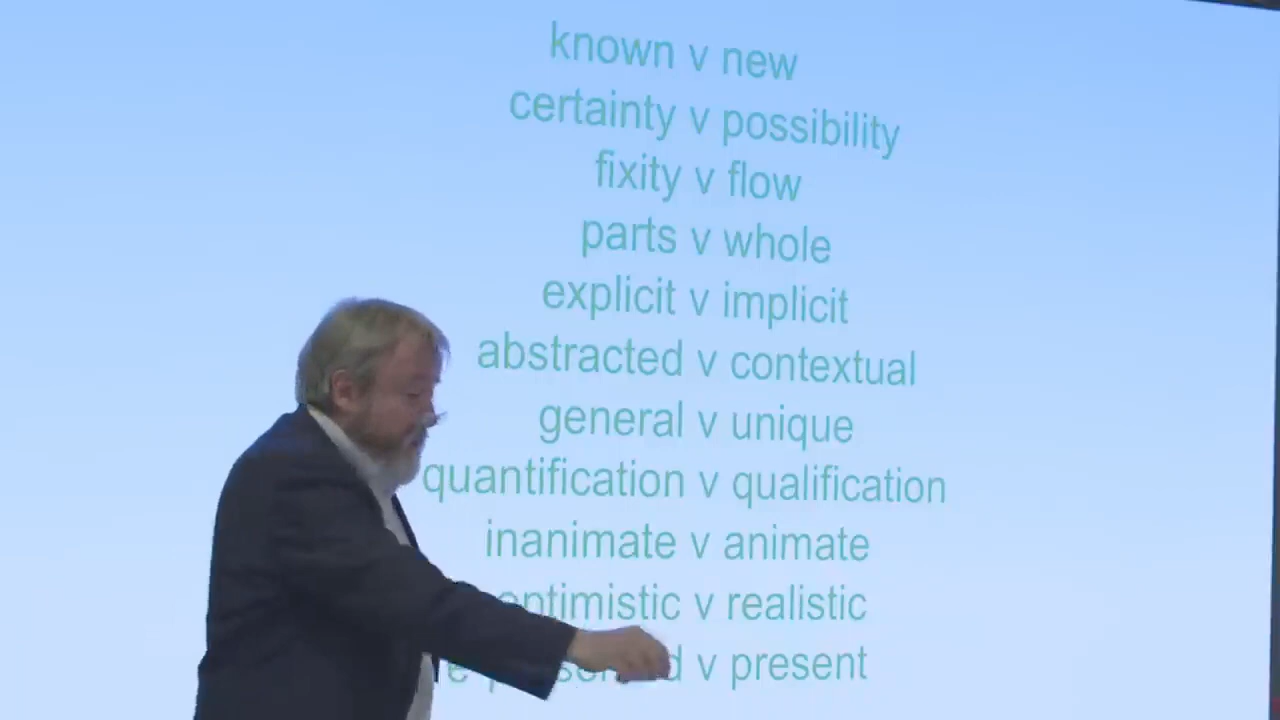 known v new
certainty v possibility
fixity v flow
parts v whole
explicit v implicit
abstracted v contextual
general v unique
quantification v qualification
inanimate v animate
optimistic v realistic
v present